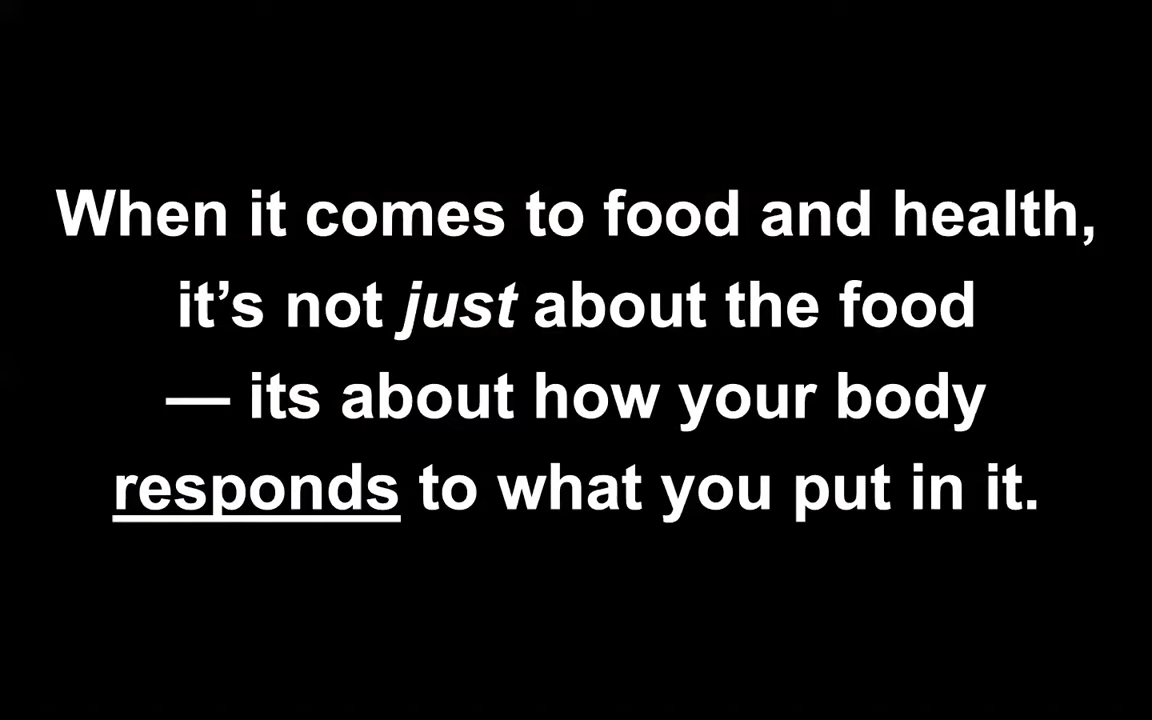 When it comes to food and health,
it’s not just about the food
— its about how your body
responds to what you put in it.